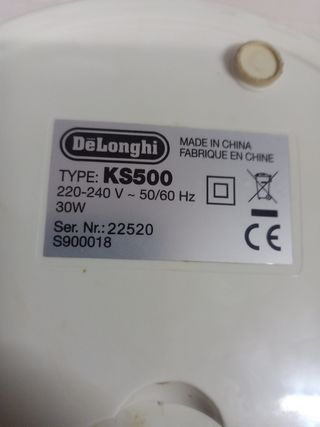 DēLonghi
MADE IN CHINA
FABRIQUE EN CHINE
TYPE: KS500
220-240 V ~ 50/60 Hz
30W
Ser. Nr.: 22520
S900018
CE